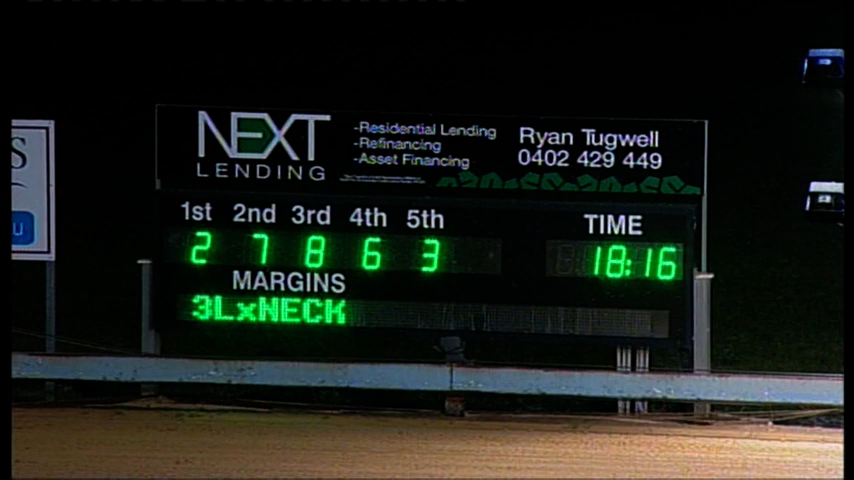 NEXT
LENDING
-Residential Lending
-Refinancing
-Asset Financing
Ryan Tugwell
0402 429 449
1st 2nd 3rd 4th 5th
2 7 8 6 3
TIME
18:16
MARGINS
3LxNECK
S
u